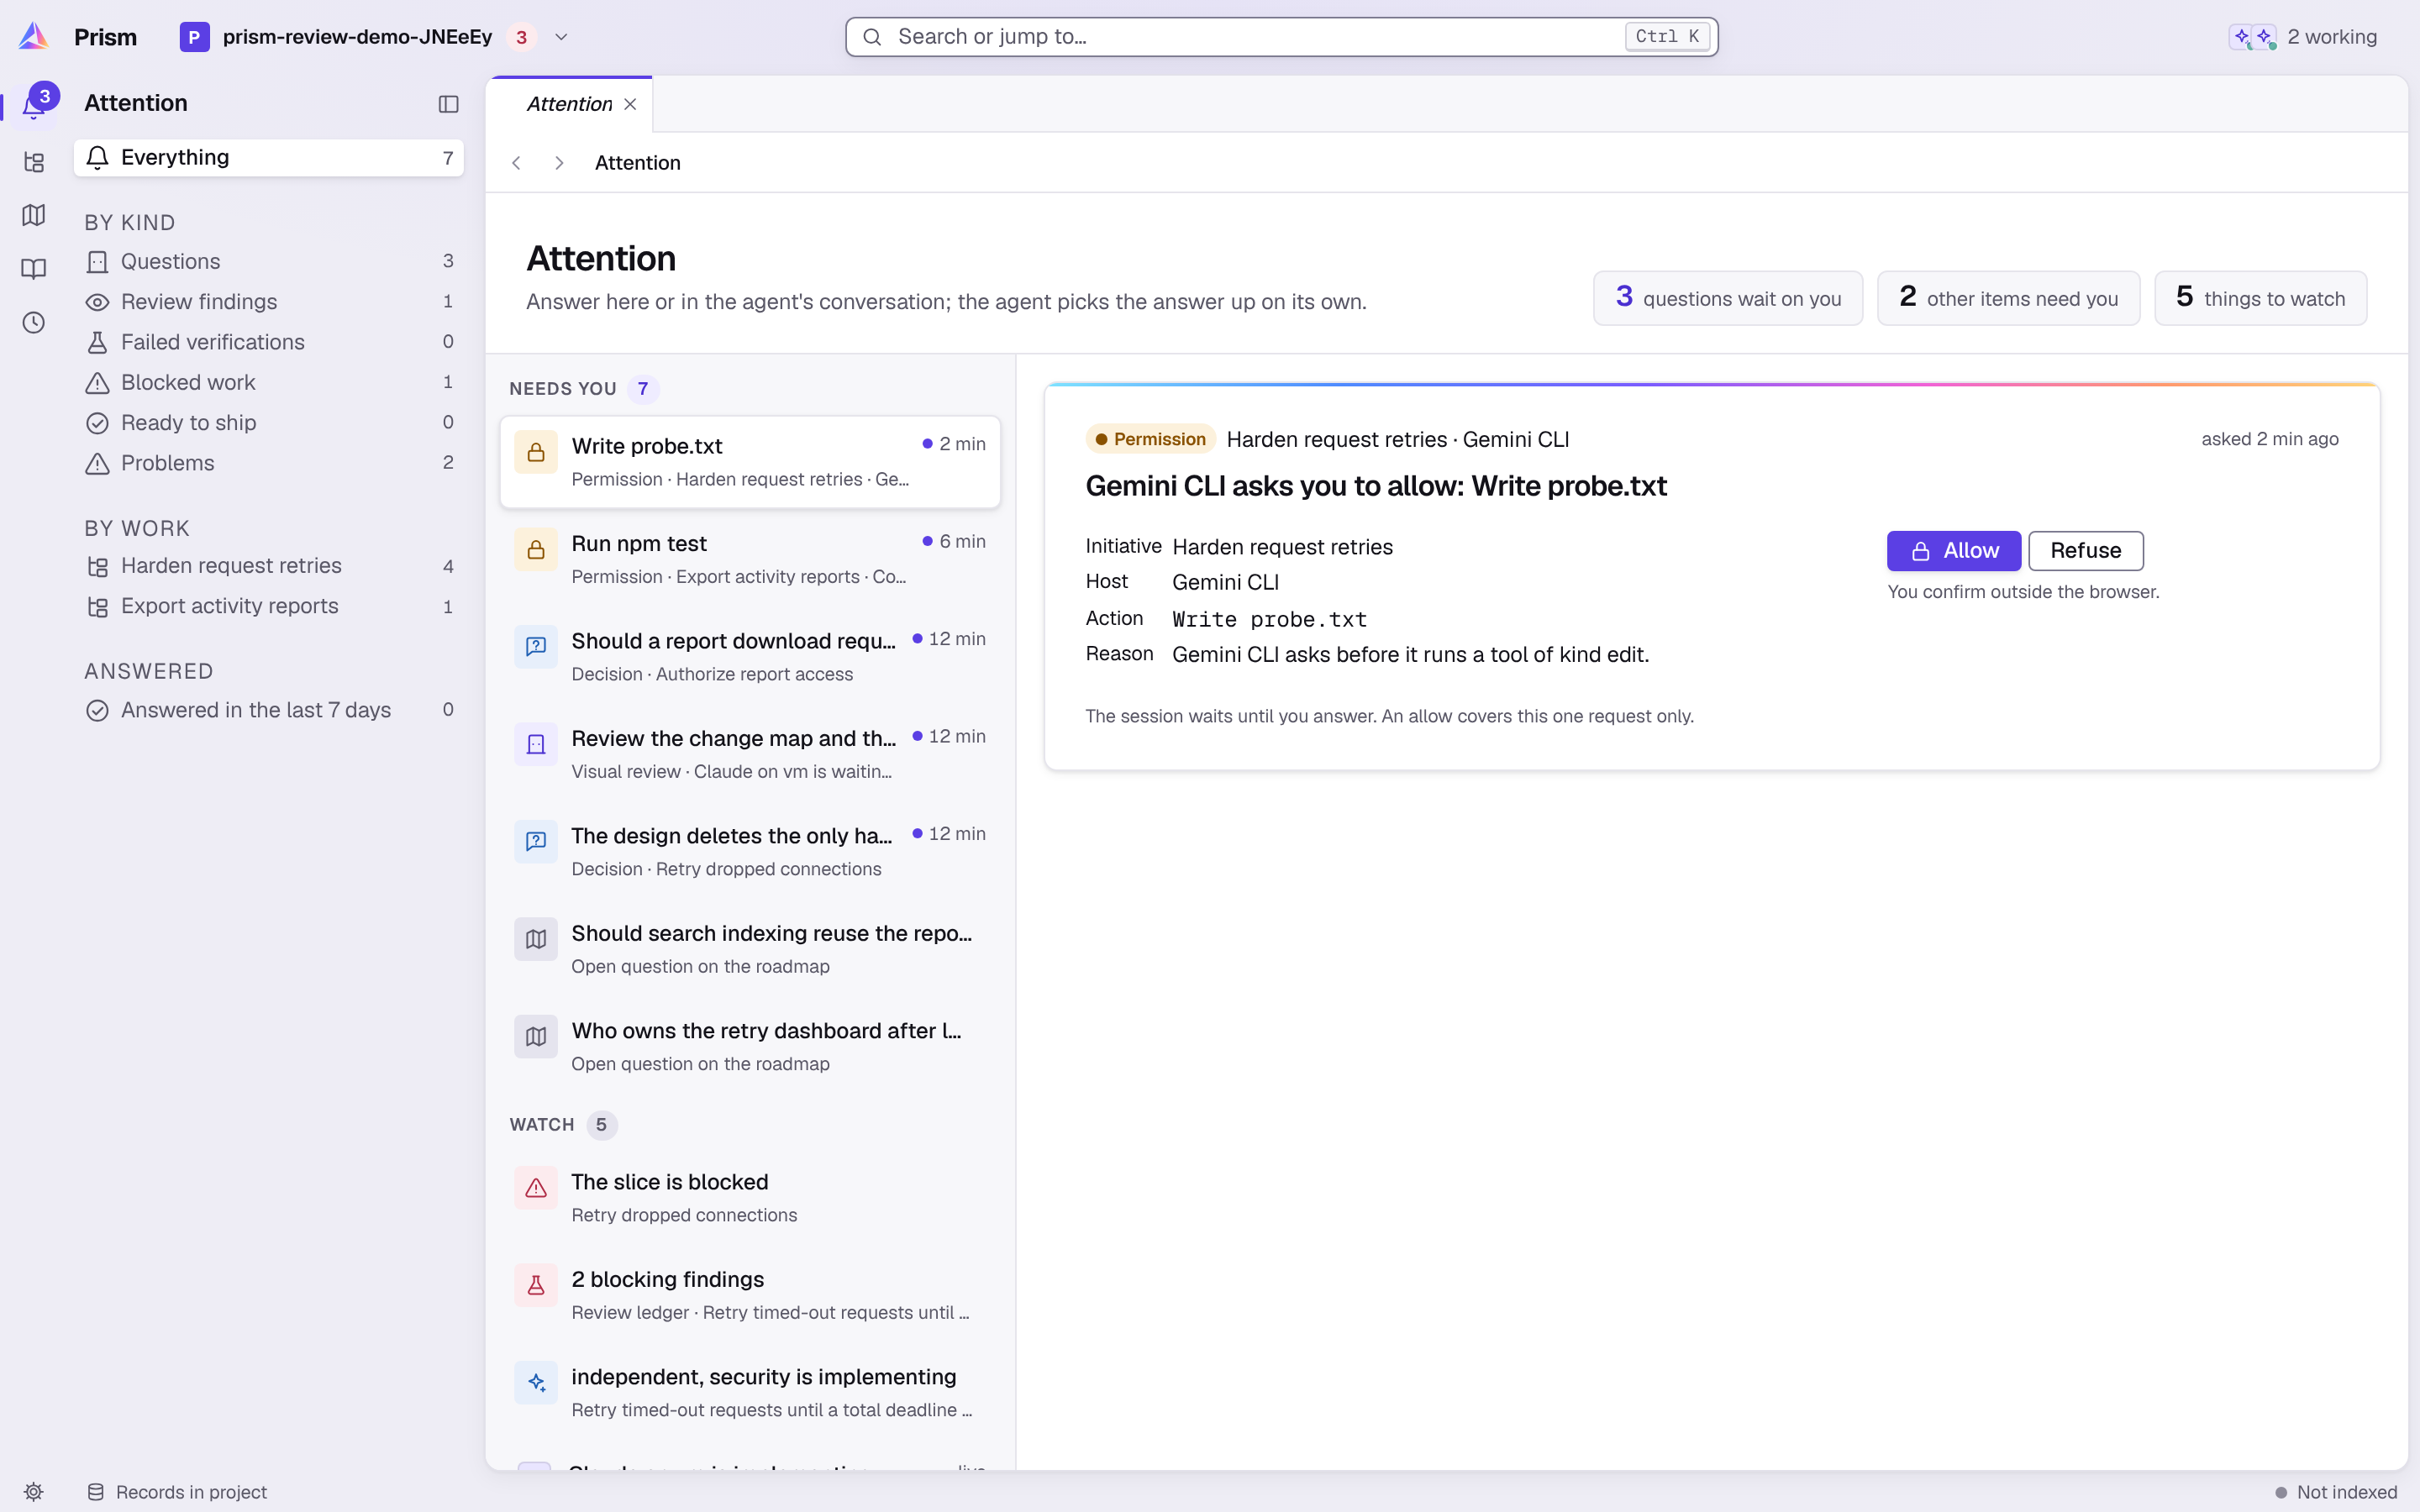 Prism
P prism-review-demo-JNEeEy 3
Search or jump to... Ctrl K
2 working
3
Attention
Everything 7
BY KIND
Questions 3
Review findings 1
Failed verifications 0
Blocked work 1
Ready to ship 0
Problems 2
BY WORK
Harden request retries 4
Export activity reports 1
ANSWERED
Answered in the last 7 days 0
Attention
Attention
Attention
Answer here or in the agent's conversation; the agent picks the answer up on its own.
3 questions wait on you
2 other items need you
5 things to watch
NEEDS YOU 7
Write probe.txt 2 min
Permission · Harden request retries · Ge...
Run npm test 6 min
Permission · Export activity reports · Co...
Should a report download requ... 12 min
Decision · Authorize report access
Review the change map and th... 12 min
Visual review · Claude on vm is waitin...
The design deletes the only ha... 12 min
Decision · Retry dropped connections
Should search indexing reuse the repo...
Open question on the roadmap
Who owns the retry dashboard after l...
Open question on the roadmap
WATCH 5
The slice is blocked
Retry dropped connections
2 blocking findings
Review ledger · Retry timed-out requests until ...
independent, security is implementing
Retry timed-out requests until a total deadline ...
Permission Harden request retries · Gemini CLI asked 2 min ago
Gemini CLI asks you to allow: Write probe.txt
Initiative Harden request retries
Host Gemini CLI
Action Write probe.txt
Reason Gemini CLI asks before it runs a tool of kind edit.
Allow
Refuse
You confirm outside the browser.
The session waits until you answer. An allow covers this one request only.
Records in project
Not indexed